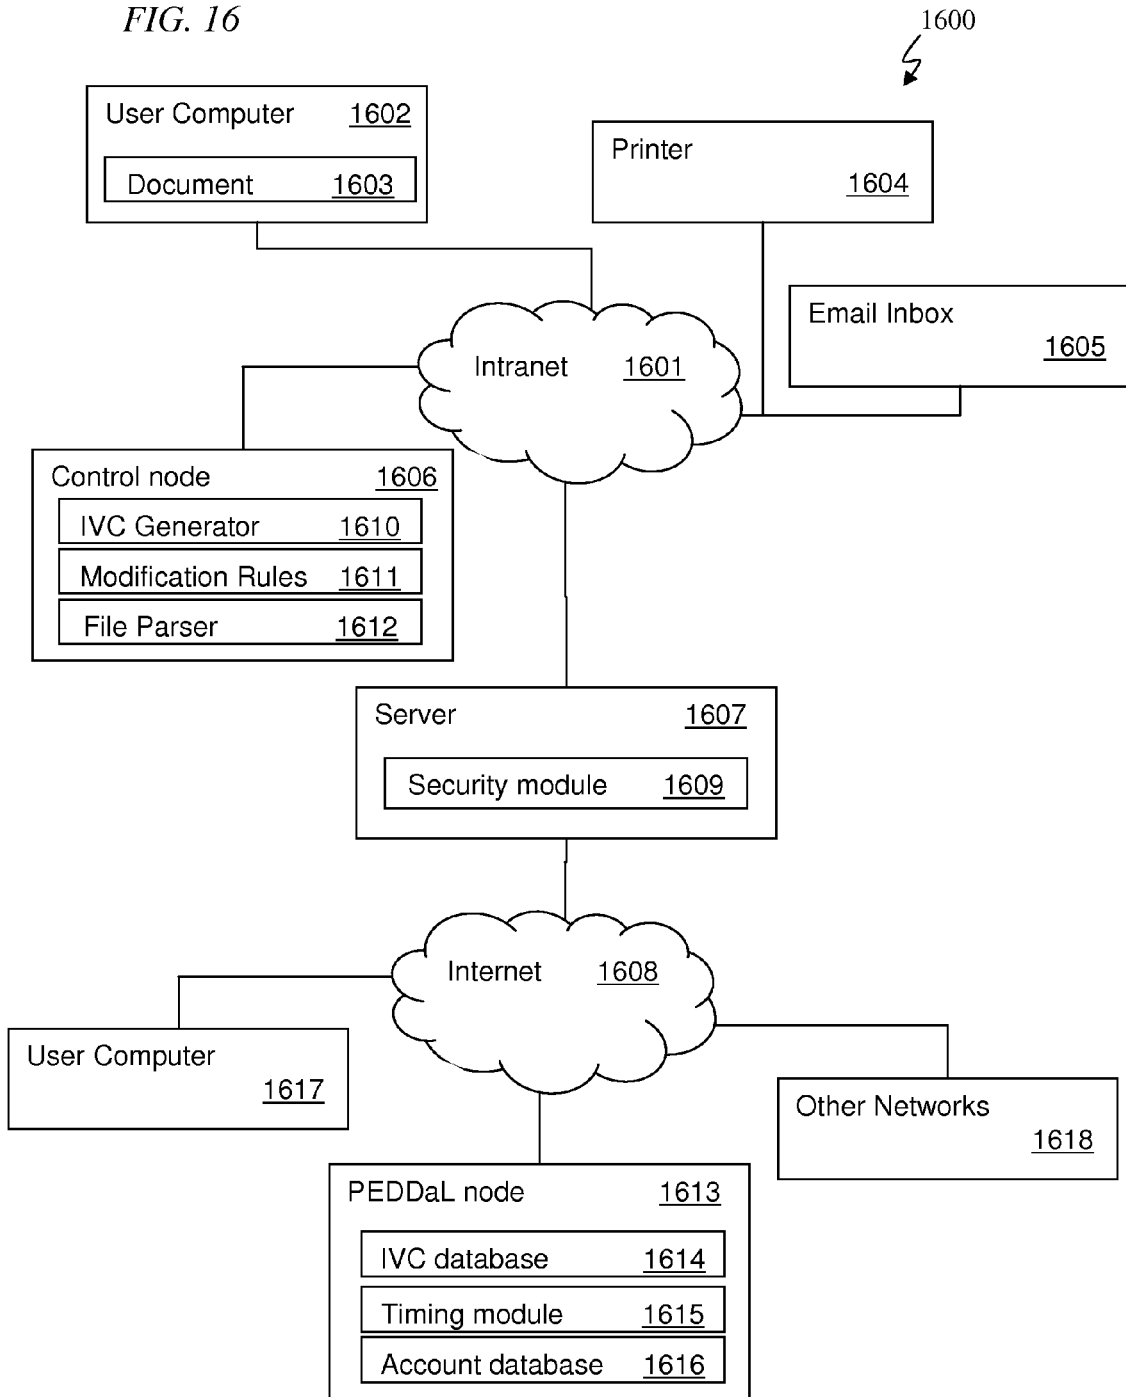 FIG. 16
1600
User Computer 1602
Document 1603
Printer
1604
Email Inbox
1605
Intranet 1601
Control node 1606
IVC Generator 1610
Modification Rules 1611
File Parser 1612
Server 1607
Security module 1609
Internet 1608
User Computer
1617
Other Networks
1618
PEDDaL node 1613
IVC database 1614
Timing module 1615
Account database 1616